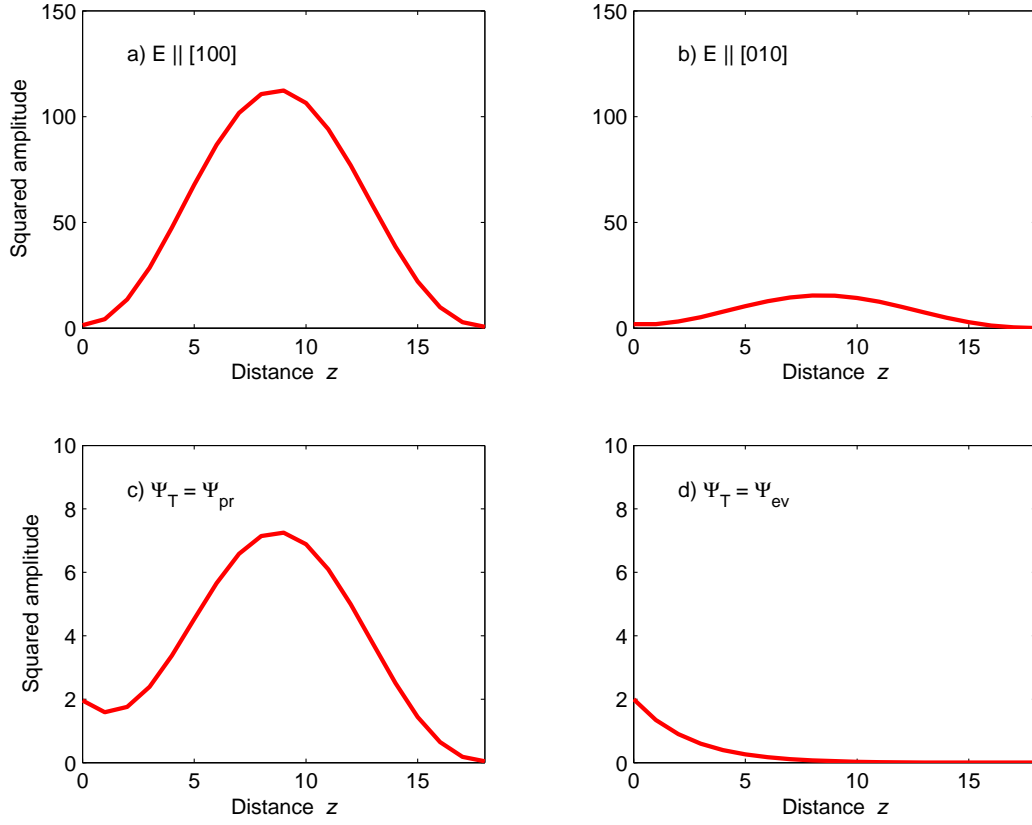 150
100
50
0
0 5 10 15
Squared amplitude
Distance z
a) E || [100]
150
100
50
0
0 5 10 15
Distance z
b) E || [010]
10
8
6
4
2
0
0 5 10 15
Squared amplitude
Distance z
c) Ψ_T = Ψ_pr
10
8
6
4
2
0
0 5 10 15
Distance z
d) Ψ_T = Ψ_ev